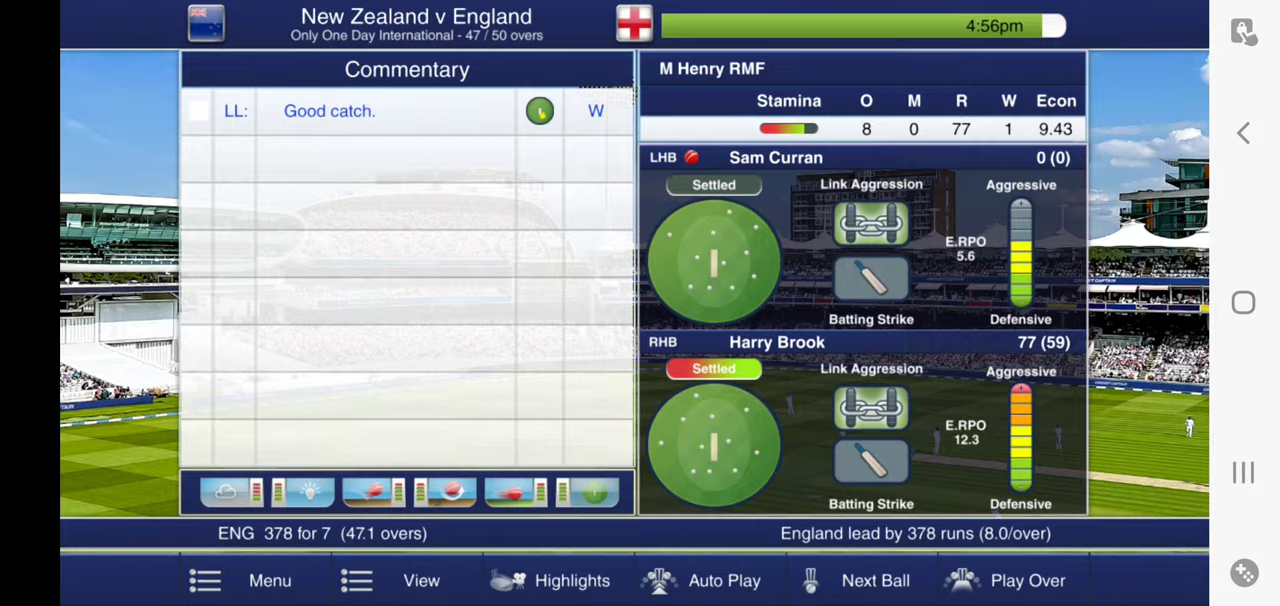 New Zealand v England
Only One Day International - 47 / 50 overs
4:56pm
Commentary
LL: Good catch. W
M Henry RMF
Stamina O M R W Econ
8 0 77 1 9.43
LHB Sam Curran 0 (0)
Settled Link Aggression Aggressive
E.RPO
5.6
Batting Strike Defensive
RHB Harry Brook 77 (59)
Settled Link Aggression Aggressive
E.RPO
12.3
Batting Strike Defensive
ENG 378 for 7 (47.1 overs)
England lead by 378 runs (8.0/over)
Menu View Highlights Auto Play Next Ball Play Over